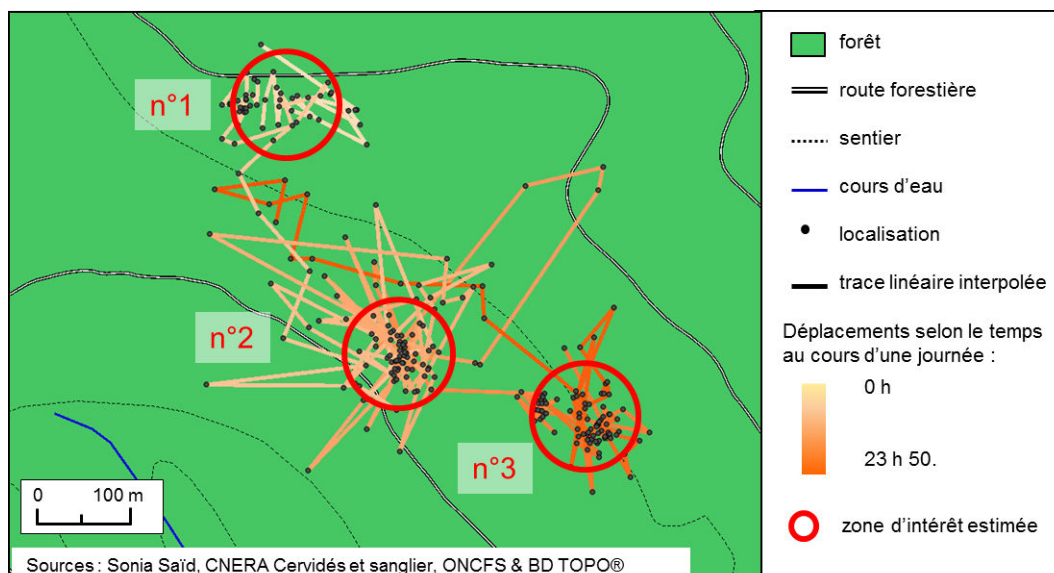 n°1
n°2
n°3
0 100 m
Sources : Sonia Saïd, CNERA Cervidés et sanglier, ONCFS & BD TOPO®
forêt
route forestière
sentier
cours d'eau
localisation
trace linéaire interpolée
Déplacements selon le temps
au cours d'une journée :
0 h
23 h 50.
zone d'intérêt estimée